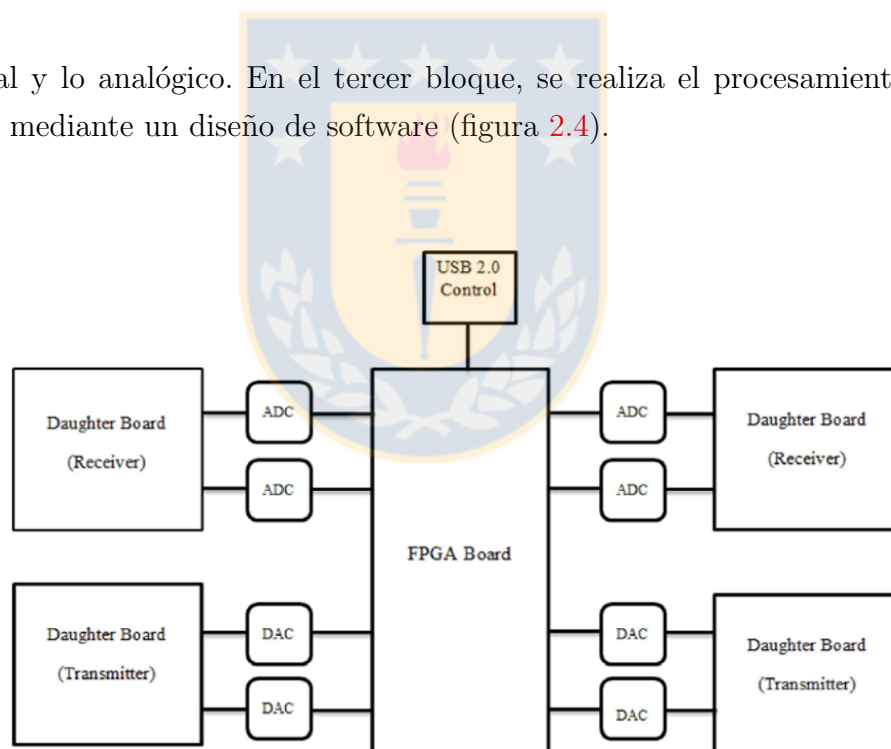 al y lo analógico. En el tercer bloque, se realiza el procesamient
mediante un diseño de software (figura 2.4).
USB 2.0
Control
Daughter Board
(Receiver)
ADC
ADC
FPGA Board
ADC
ADC
Daughter Board
(Receiver)
Daughter Board
(Transmitter)
DAC
DAC
DAC
DAC
Daughter Board
(Transmitter)